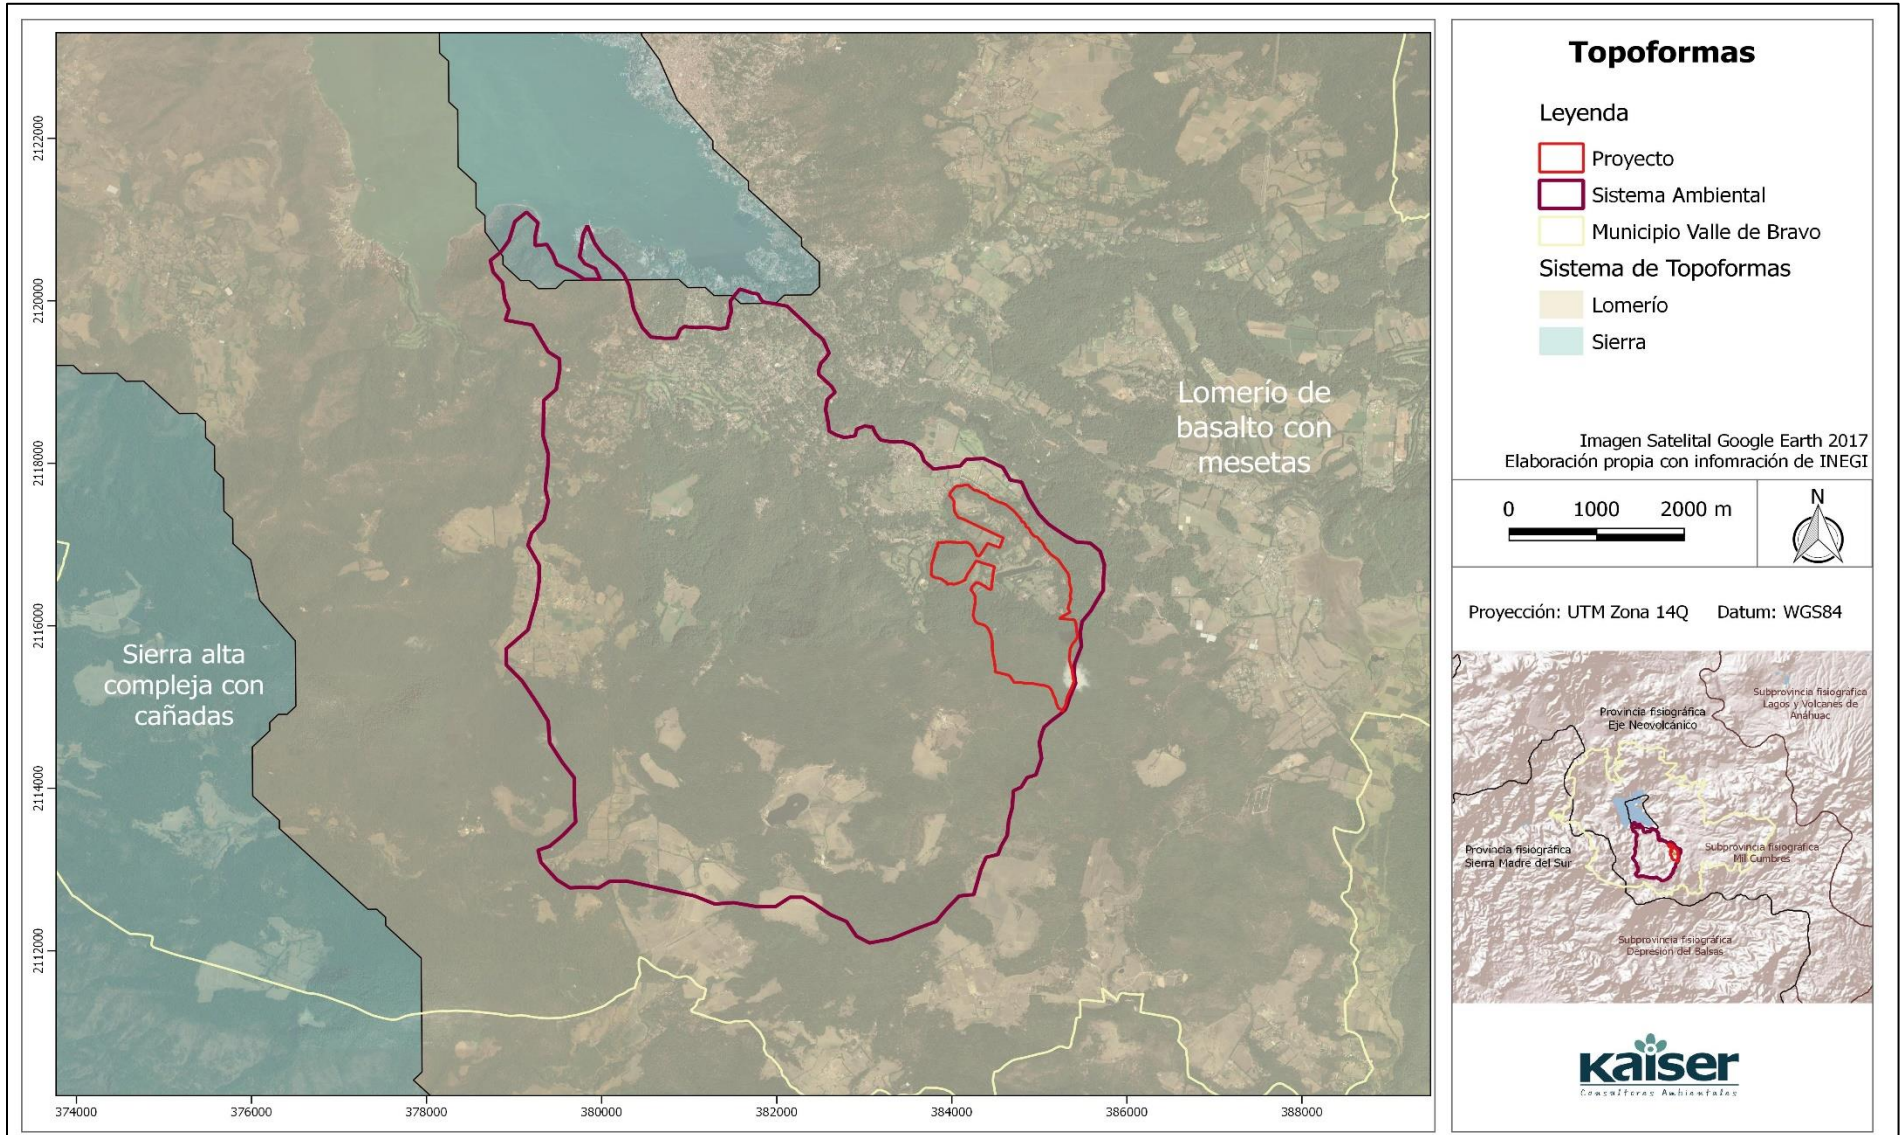 Topoformas
Leyenda
Proyecto
Sistema Ambiental
Municipio Valle de Bravo
Sistema de Topoformas
Lomerío
Sierra
Imagen Satelital Google Earth 2017
Elaboración propia con infomración de INEGI
0 1000 2000 m
N
Proyección: UTM Zona 14Q Datum: WGS84
Subprovincia fisiografica
Lagos y Volcanes de
Anáhuac
Provincia fisiográfica
Eje Neovolcánico
Provincia fisiográfica
Sierra Madre del Sur
Subprovincia fisiográfica
Mil Cumbres
Subprovincia fisiográfica
Depresión del Balsas
Kaiser
Consultores Ambientales
Lomerío de
basalto con
mesetas
Sierra alta
compleja con
cañadas
2122000
2120000
2118000
2116000
2114000
2112000
374000 376000 378000 380000 382000 384000 386000 388000